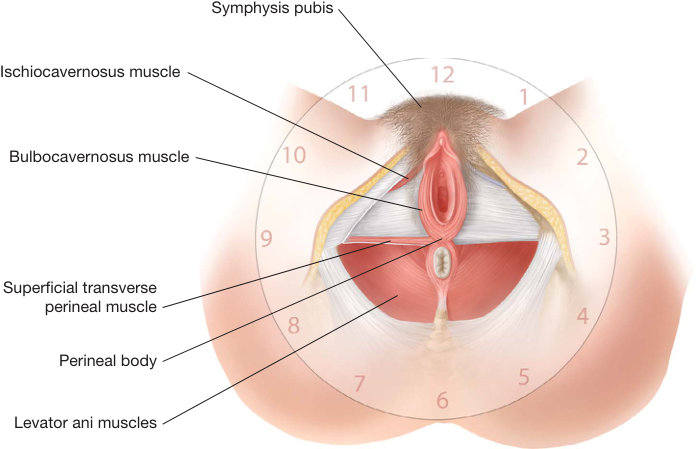 Symphysis pubis
Ischiocavernosus muscle
12
11
1
Bulbocavernosus muscle
10
2
9
3
Superficial transverse
perineal muscle
8
4
Perineal body
7
5
6
Levator ani muscles